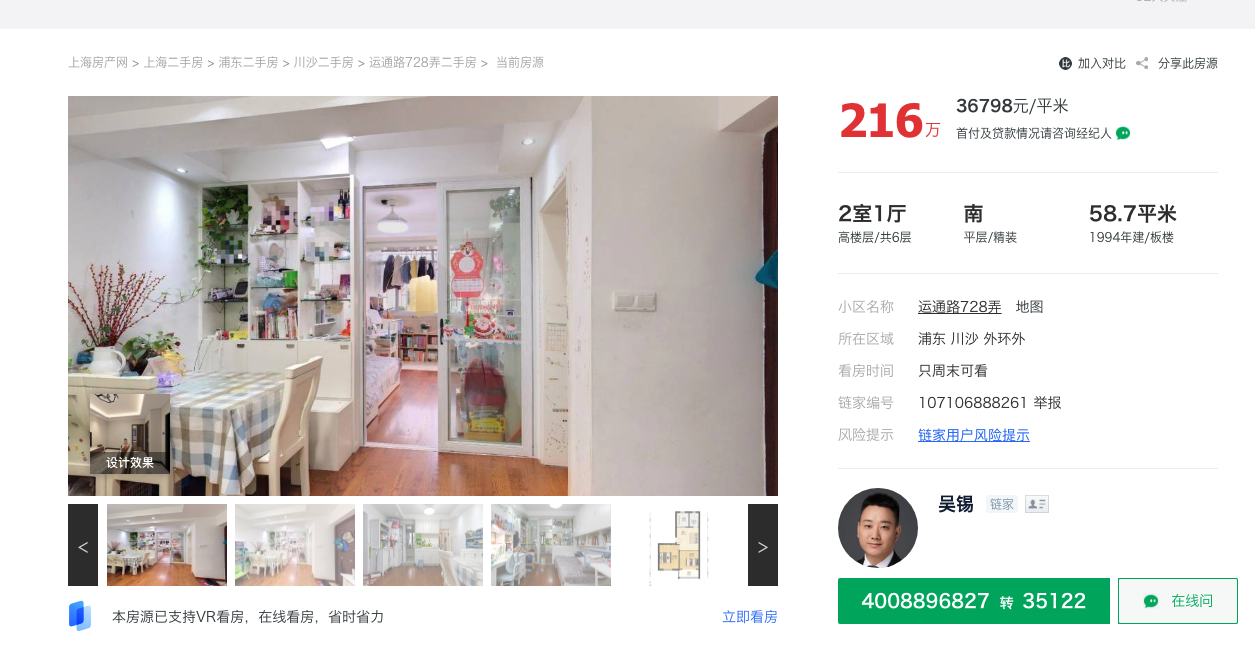 上海房产网 > 上海二手房 > 浦东二手房 > 川沙二手房 > 运通路728弄二手房 > 当前房源
加入对比 分享此房源
216万
36798元/平米
首付及贷款情况请咨询经纪人
2室1厅 南 58.7平米
高楼层/共6层 平层/精装 1994年建/板楼
小区名称 运通路728弄 地图
所在区域 浦东 川沙 外环外
看房时间 只周末可看
链家编号 107106888261 举报
风险提示 链家用户风险提示
设计效果
< >
吴锡 链家
4008896827 转 35122
在线问
本房源已支持VR看房，在线看房，省时省力
立即看房